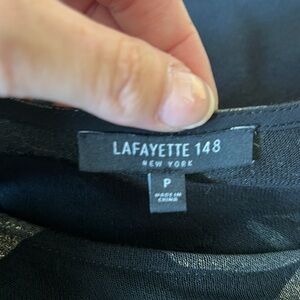 LAFAYETTE 148
NEW YORK
P
MADE IN
CHINA